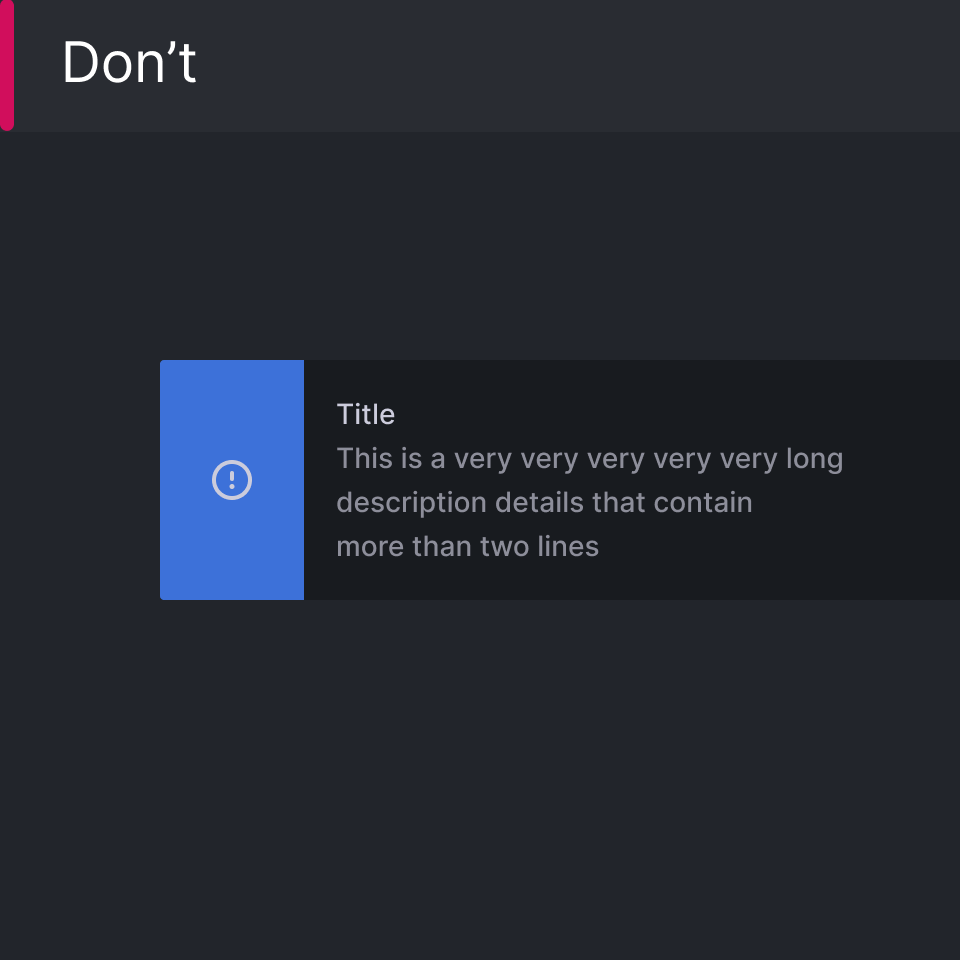 Don’t
Title
This is a very very very very very long
description details that contain
more than two lines